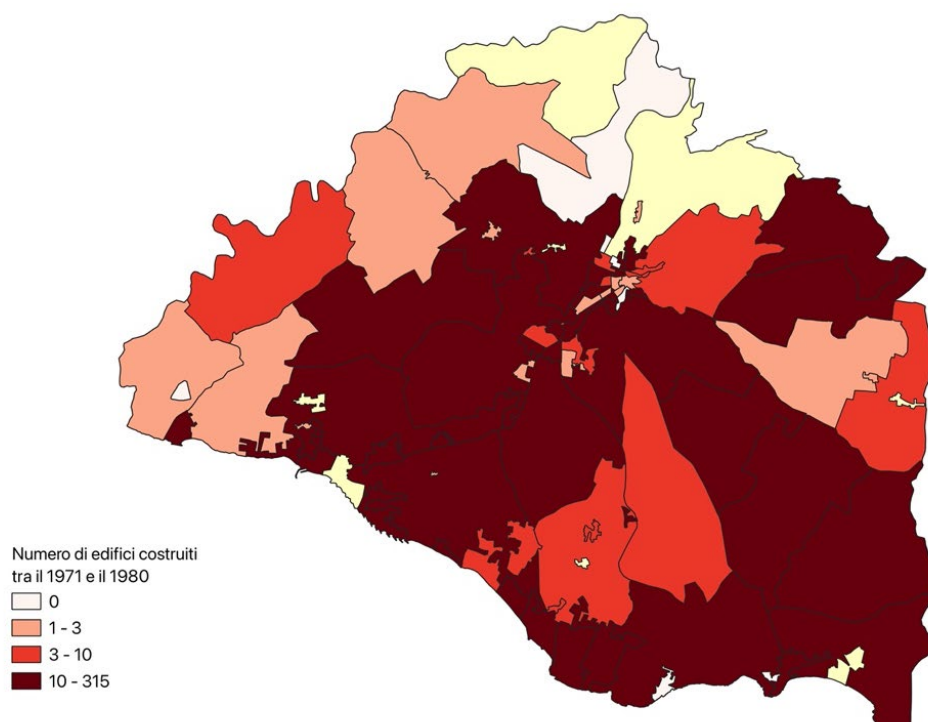 Numero di edifici costruiti
tra il 1971 e il 1980
0
1 - 3
3 - 10
10 - 315